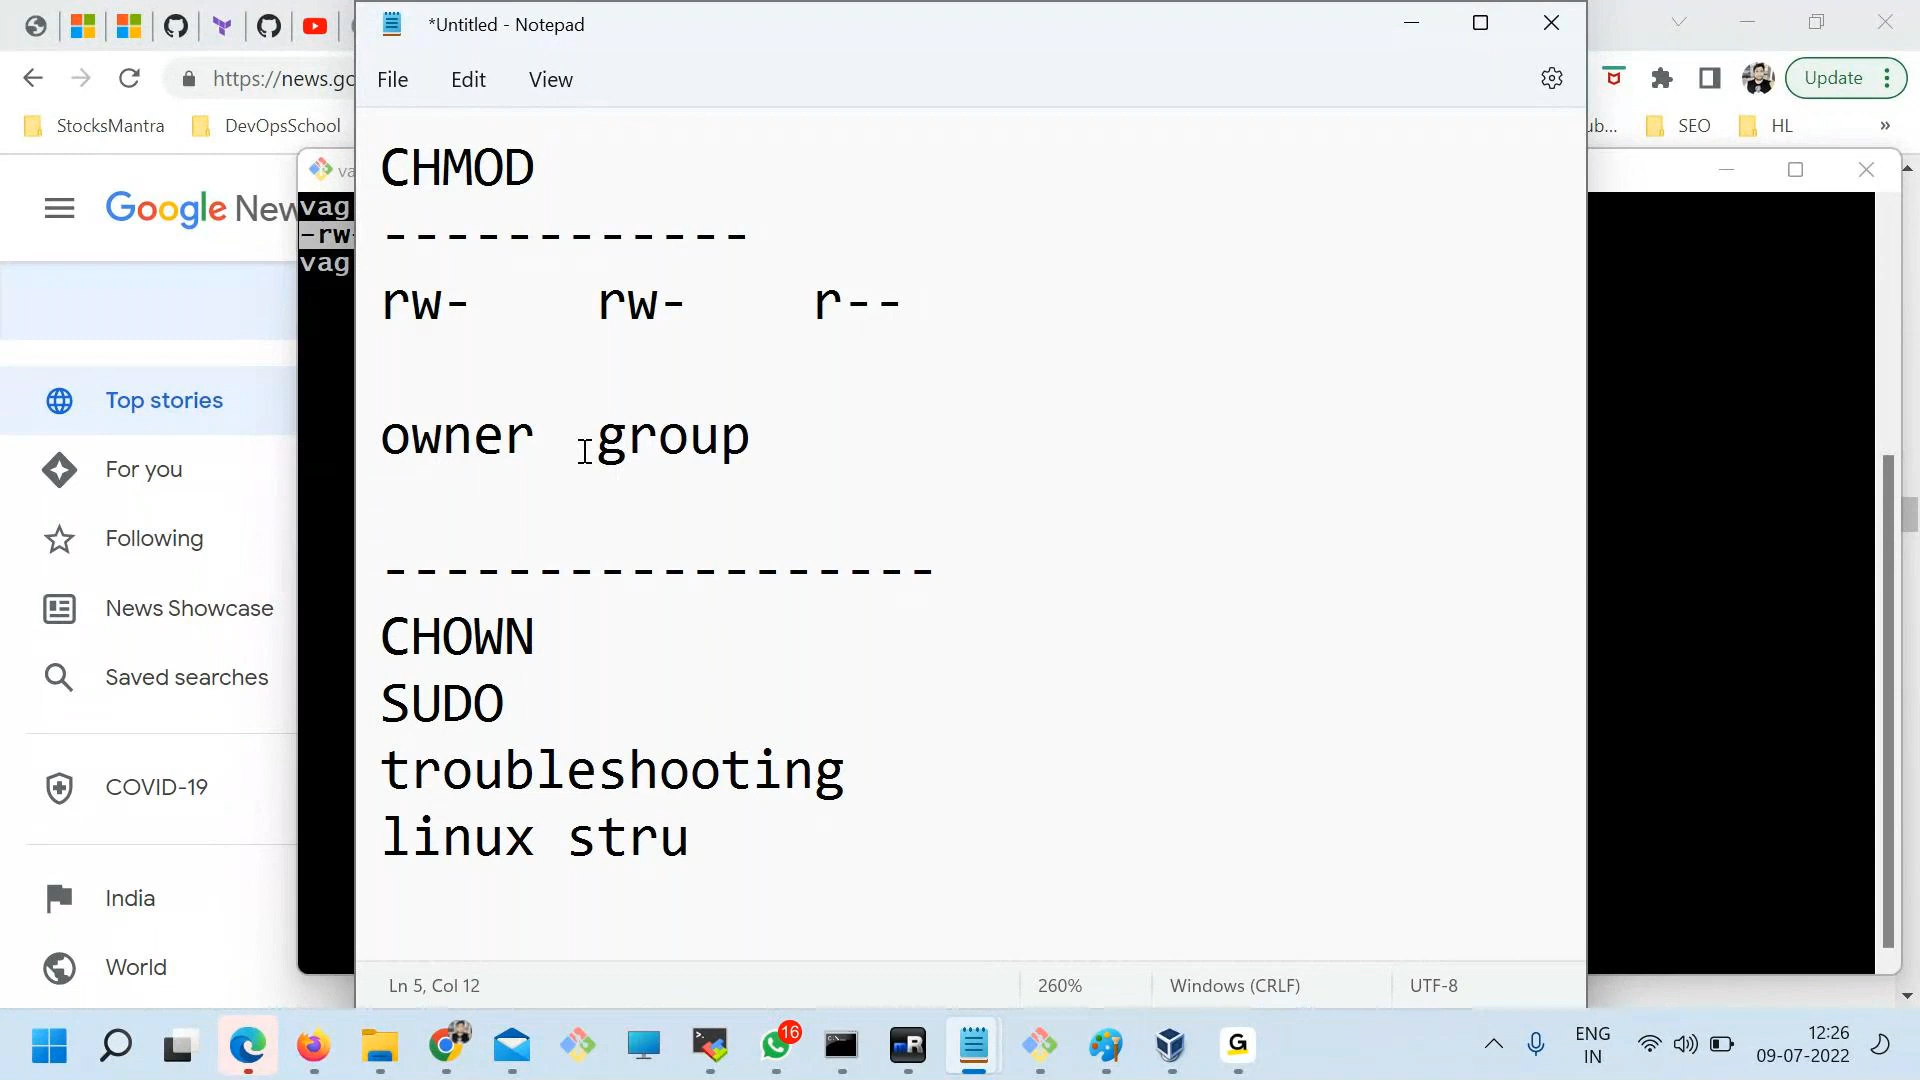 *Untitled - Notepad
https://news.go
File Edit View
Update
StocksMantra DevOpsSchool
SEO HL »
Google New
vag
-rw-
vag
CHMOD
------------
rw- rw- r--
owner group
------------------
CHOWN
SUDO
troubleshooting
linux stru
Top stories
For you
Following
News Showcase
Saved searches
COVID-19
India
World
Ln 5, Col 12 260% Windows (CRLF) UTF-8
16
ENG
IN
12:26
09-07-2022